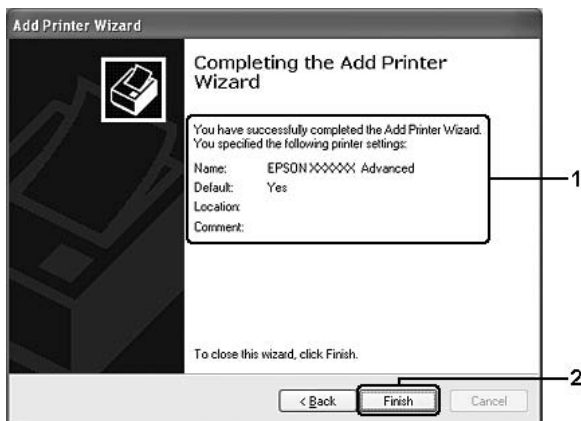 Add Printer Wizard
Completing the Add Printer
Wizard
You have successfully completed the Add Printer Wizard.
You specified the following printer settings:
Name: EPSON XXXXXX Advanced
Default: Yes
Location:
Comment:
1
To close this wizard, click Finish.
2
< Back Finish Cancel